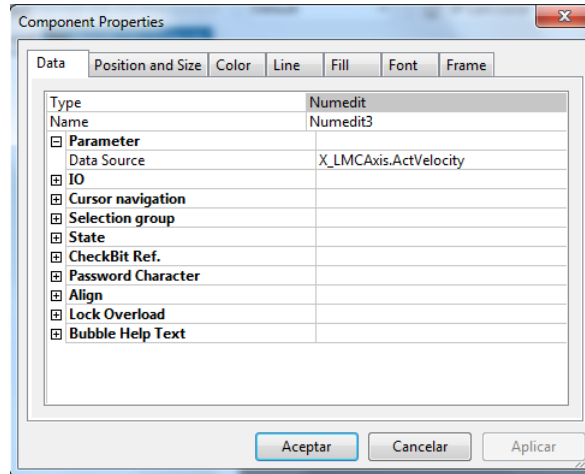 Component Properties
Data Position and Size Color Line Fill Font Frame
Type Numedit
Name Numedit3
Parameter
Data Source X_LMCAxis.ActVelocity
IO
Cursor navigation
Selection group
State
CheckBit Ref.
Password Character
Align
Lock Overload
Bubble Help Text
Aceptar Cancelar Aplicar